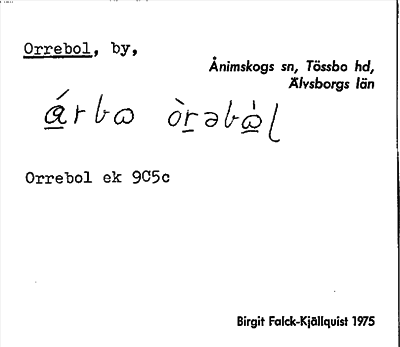 Orrebol, by,
Ånimskogs sn, Tössbo hd,
Älvsborgs län
Orrebol ek 9C5c
Birgit Falck-Kjällquist 1975